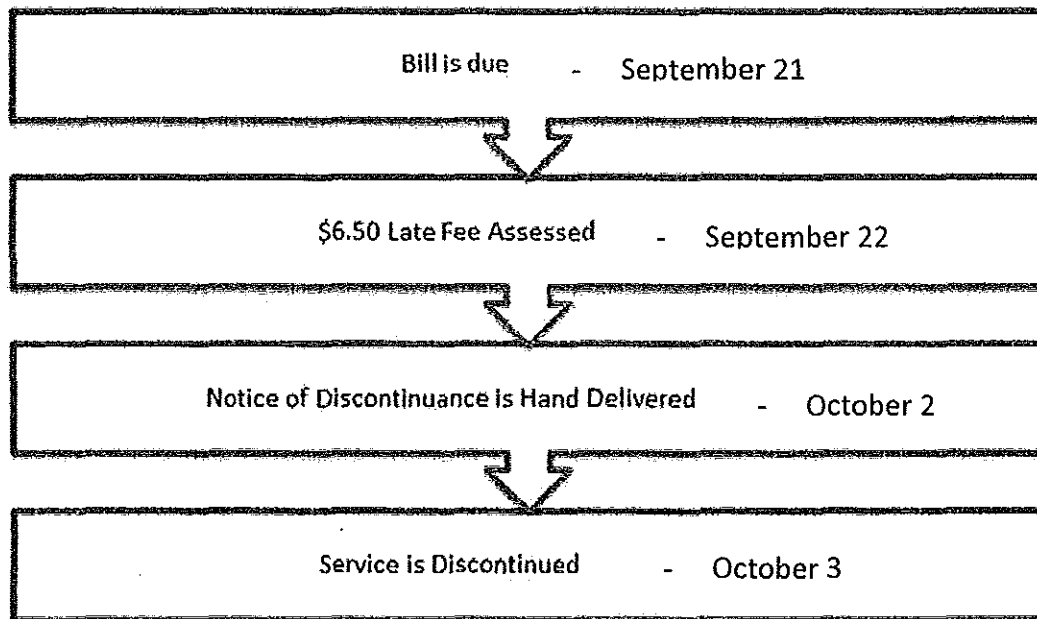 Bill is due - September 21
$6.50 Late Fee Assessed - September 22
Notice of Discontinuance is Hand Delivered - October 2
Service is Discontinued - October 3